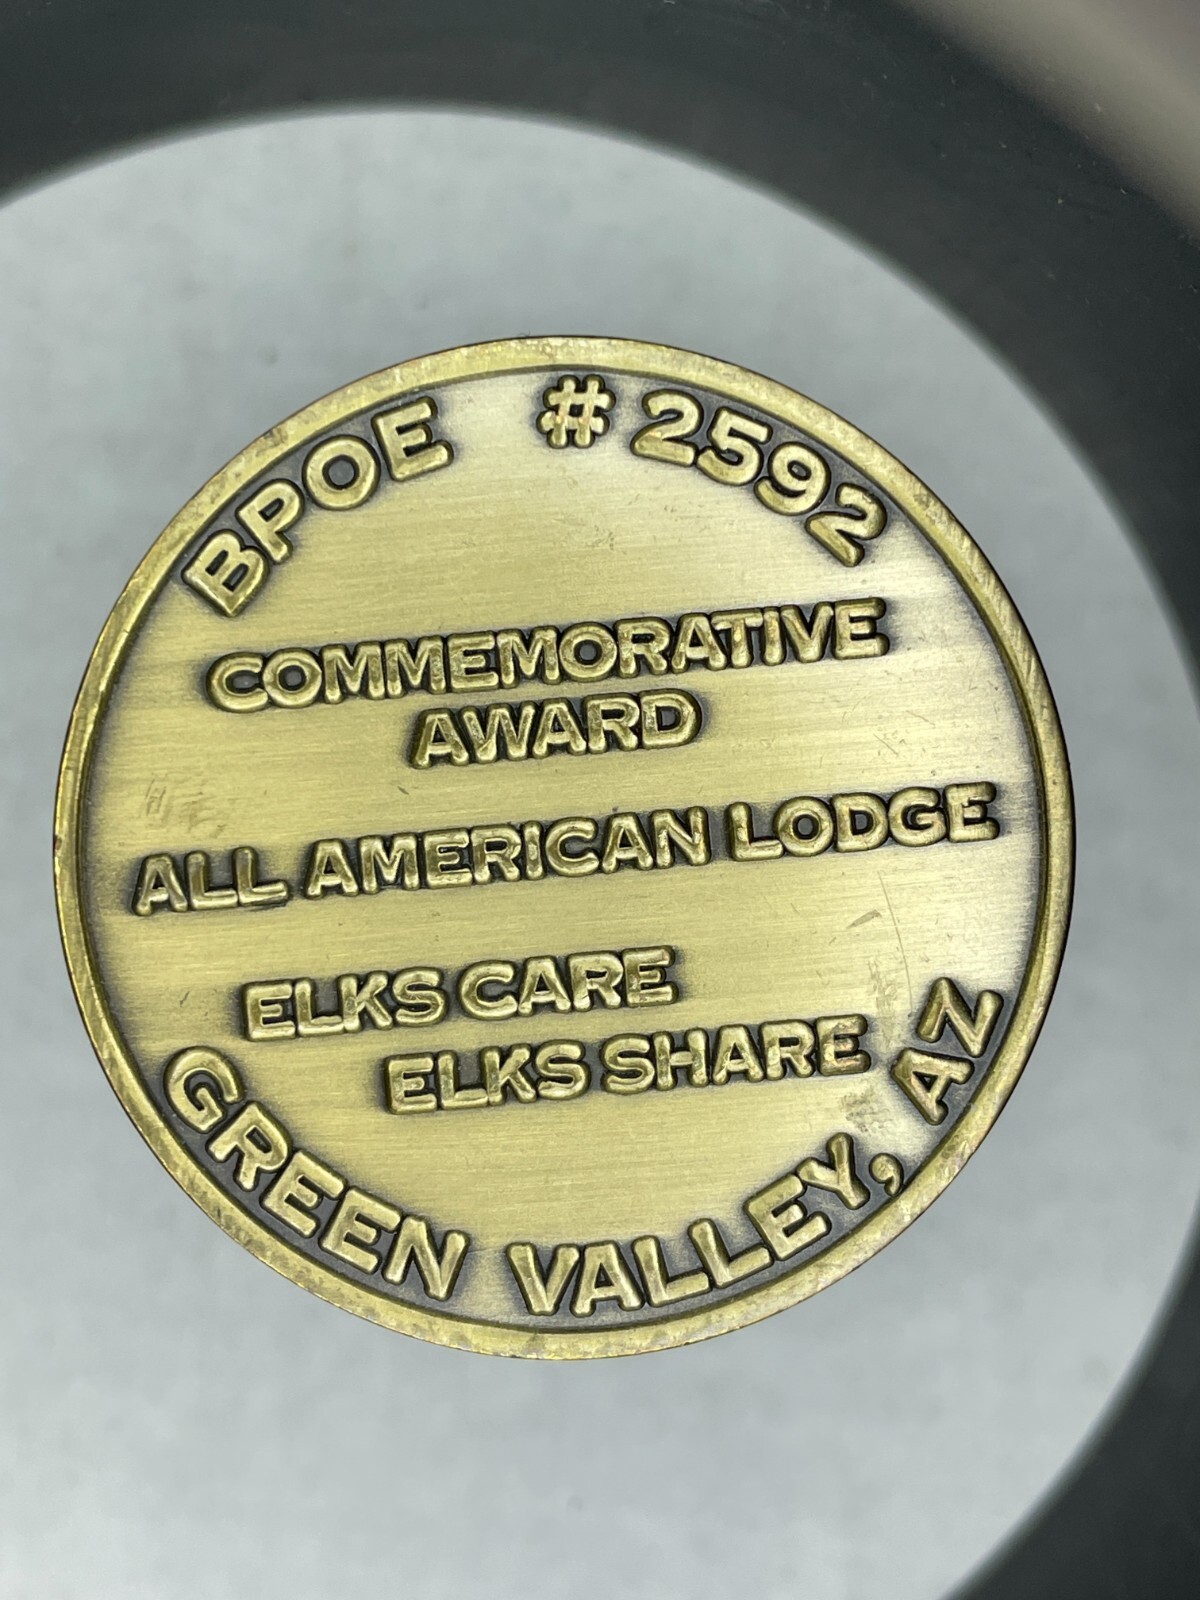 BPOE # 2592
COMMEMORATIVE
AWARD
ALL AMERICAN LODGE
ELKS CARE
ELKS SHARE
GREEN VALLEY, AZ